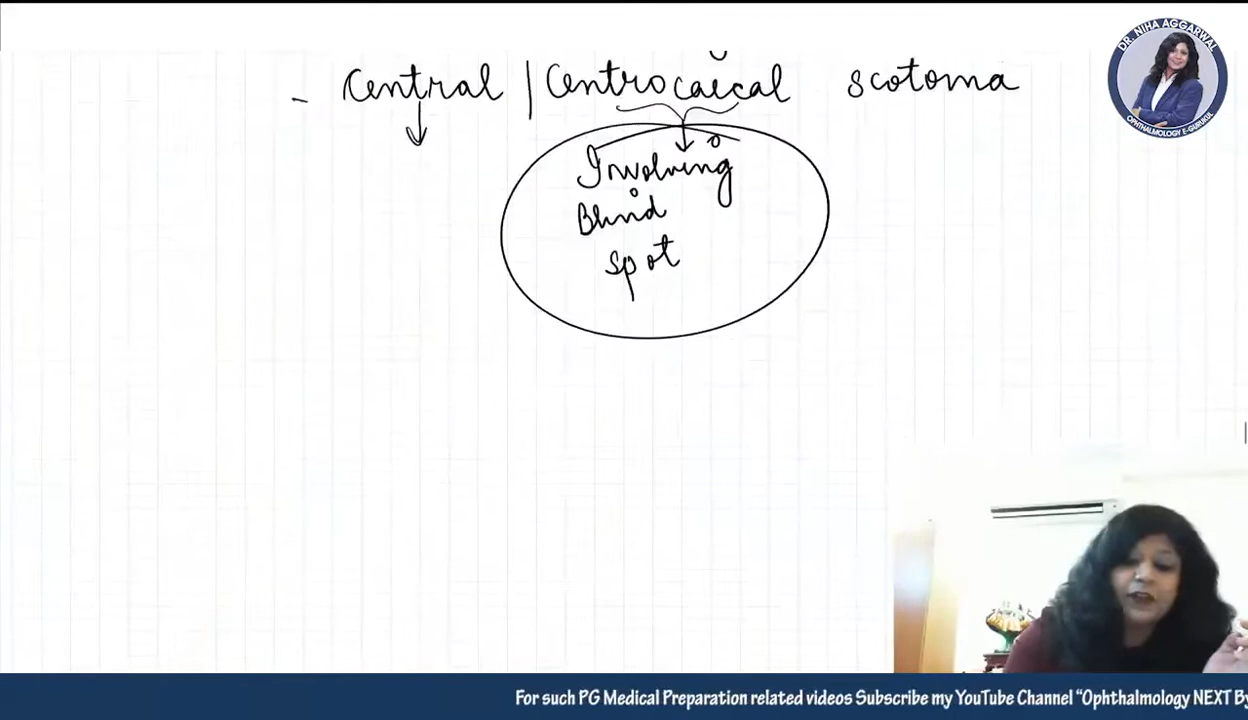 DR. NIHA AGGARWAL
OPHTHALMOLOGY E-GURUKUL
- Central | Centrocaecal scotoma
Involving
Blind
spot
For such PG Medical Preparation related videos Subscribe my YouTube Channel "Ophthalmology NEXT By